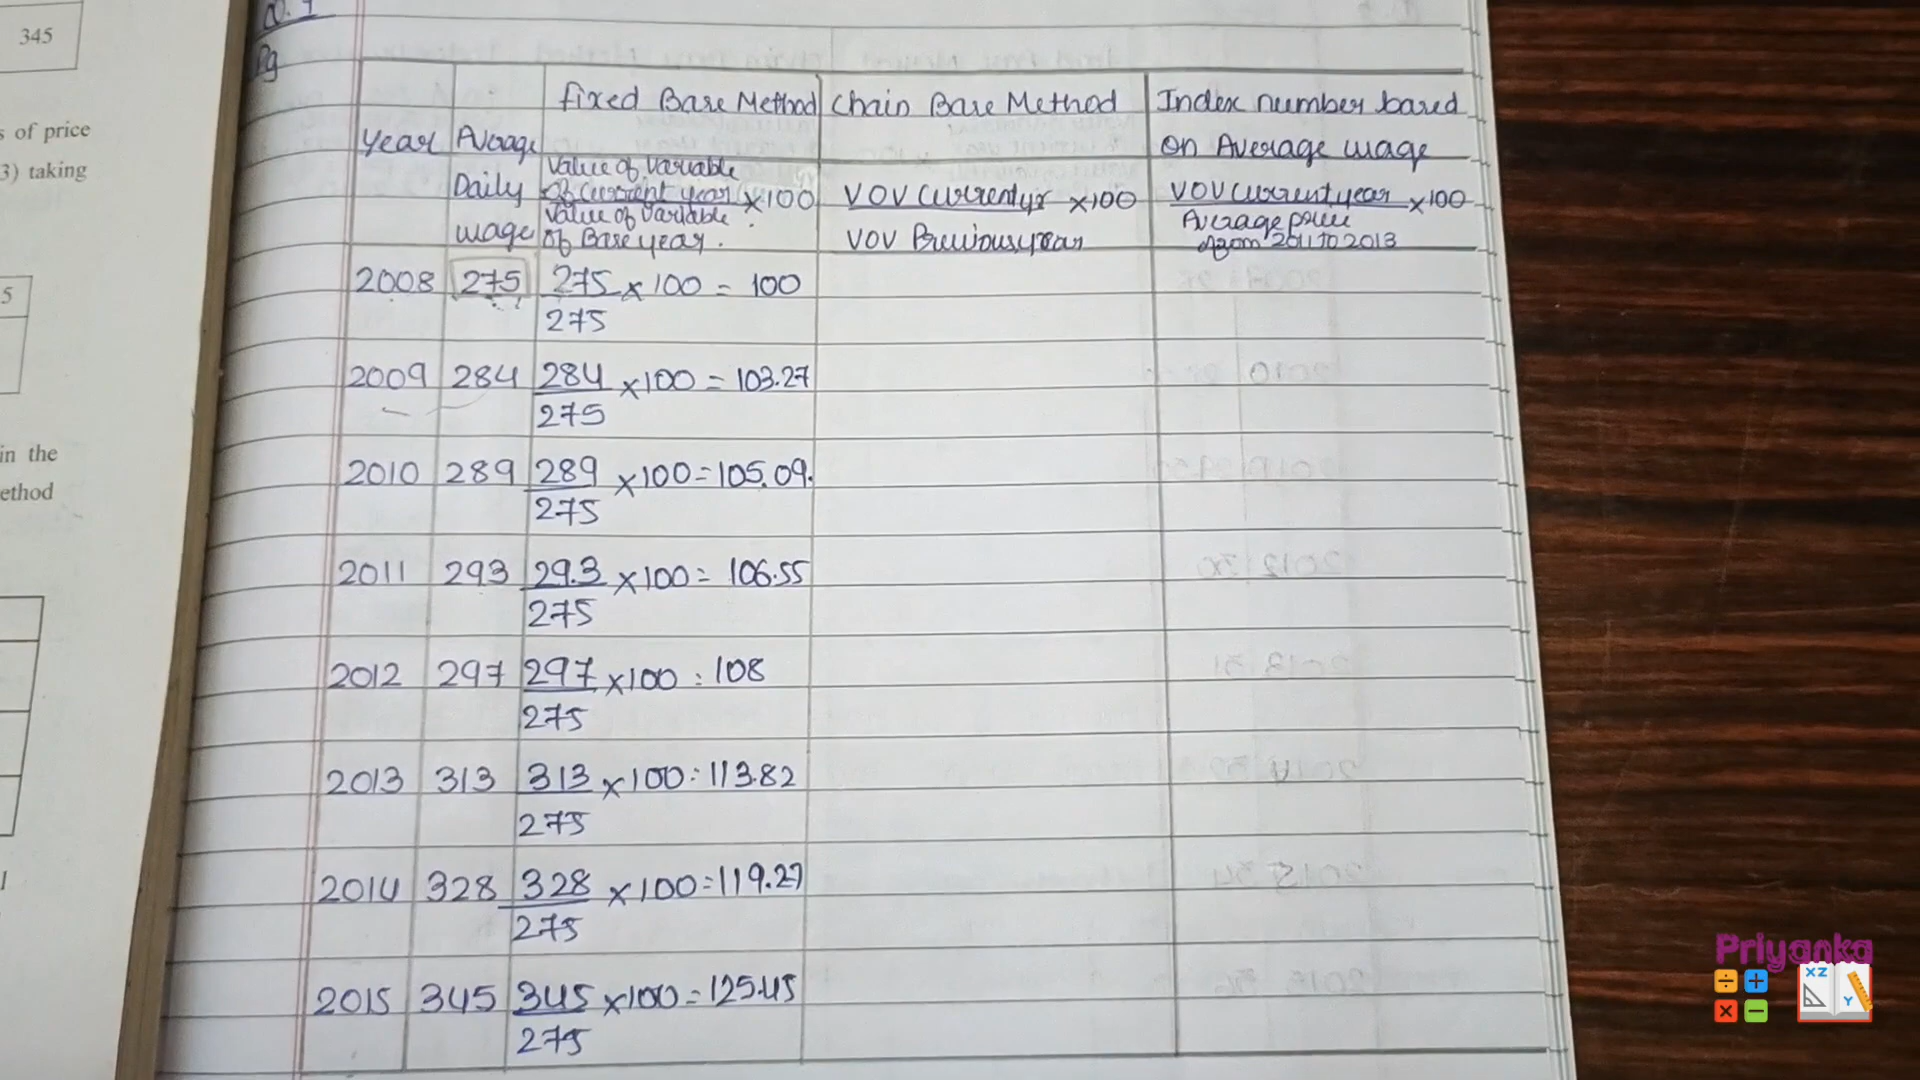 345
s of price
3) taking
5
in the
ethod
Pg
Year
Average
Daily
wage
fixed Base Method
Value of variable
of current year
Value of variable
of Base year.
×100
Chain Base Method
VOV Current yr ×100
VOV Previous year
Index number based
on Average wage
VOV current year ×100
Average price
from 2011 to 2013
2008 275 275 × 100 = 100
275
2009 284 284 ×100 = 103.27
275
2010 289 289 ×100 = 105.09.
275
2011 293 29.3 ×100 = 106.55
275
2012 297 297 ×100 = 108
275
2013 313 313 ×100 = 113.82
275
2014 328 328 ×100 = 119.27
275
2015 345 345 ×100 = 125.45
275
Priyanka
XZ
Y